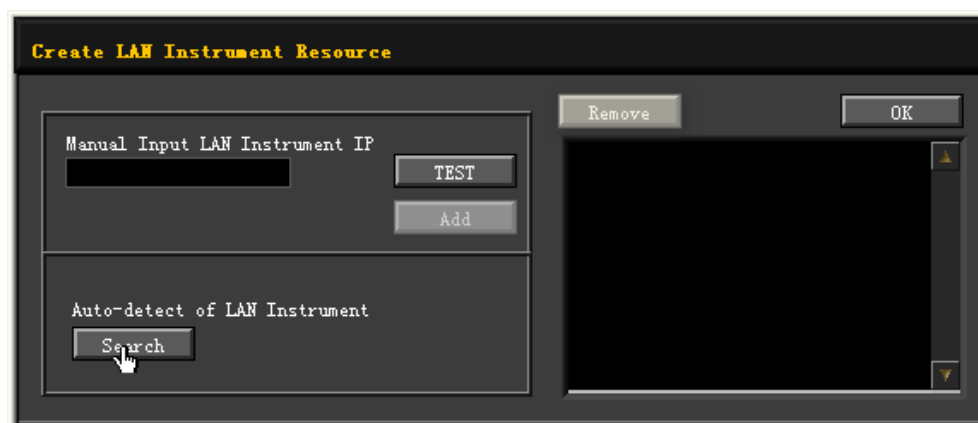 Create LAN Instrument Resource
Remove
OK
Manual Input LAN Instrument IP
TEST
Add
Auto-detect of LAN Instrument
Search